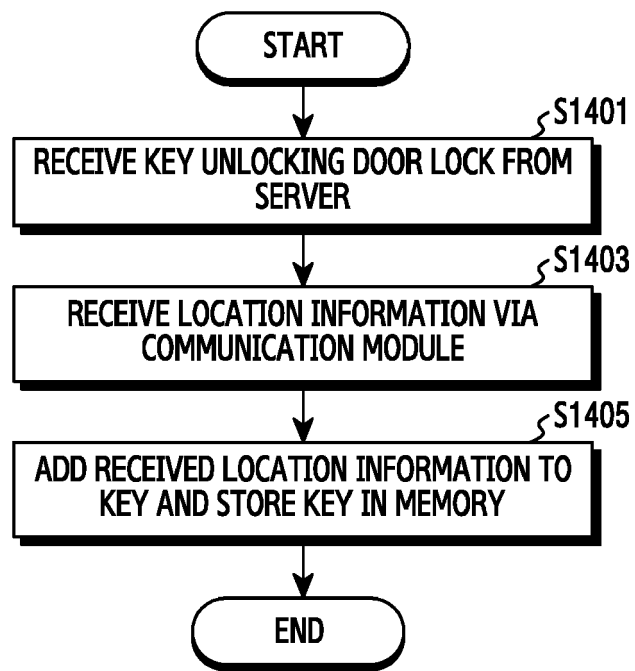 START
S1401
RECEIVE KEY UNLOCKING DOOR LOCK FROM
SERVER
S1403
RECEIVE LOCATION INFORMATION VIA
COMMUNICATION MODULE
S1405
ADD RECEIVED LOCATION INFORMATION TO
KEY AND STORE KEY IN MEMORY
END